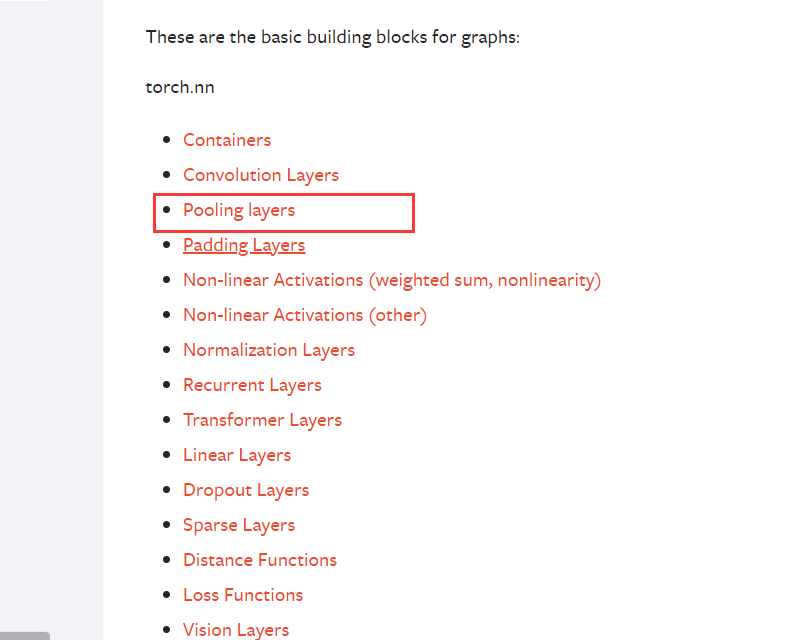 These are the basic building blocks for graphs:
torch.nn
Containers
Convolution Layers
Pooling layers
Padding Layers
Non-linear Activations (weighted sum, nonlinearity)
Non-linear Activations (other)
Normalization Layers
Recurrent Layers
Transformer Layers
Linear Layers
Dropout Layers
Sparse Layers
Distance Functions
Loss Functions
Vision Layers